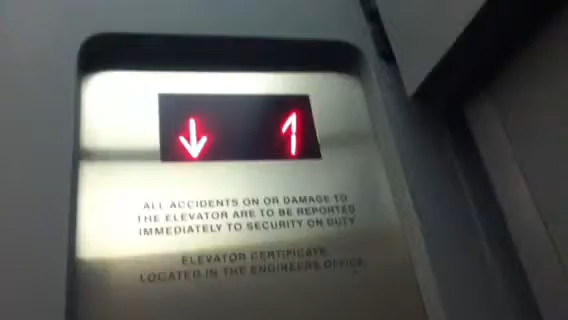 ↓ 1
ALL ACCIDENTS ON OR DAMAGE TO
THE ELEVATOR ARE TO BE REPORTED
IMMEDIATELY TO SECURITY ON DUTY
ELEVATOR CERTIFICATE
LOCATED IN THE ENGINEERS OFFICE